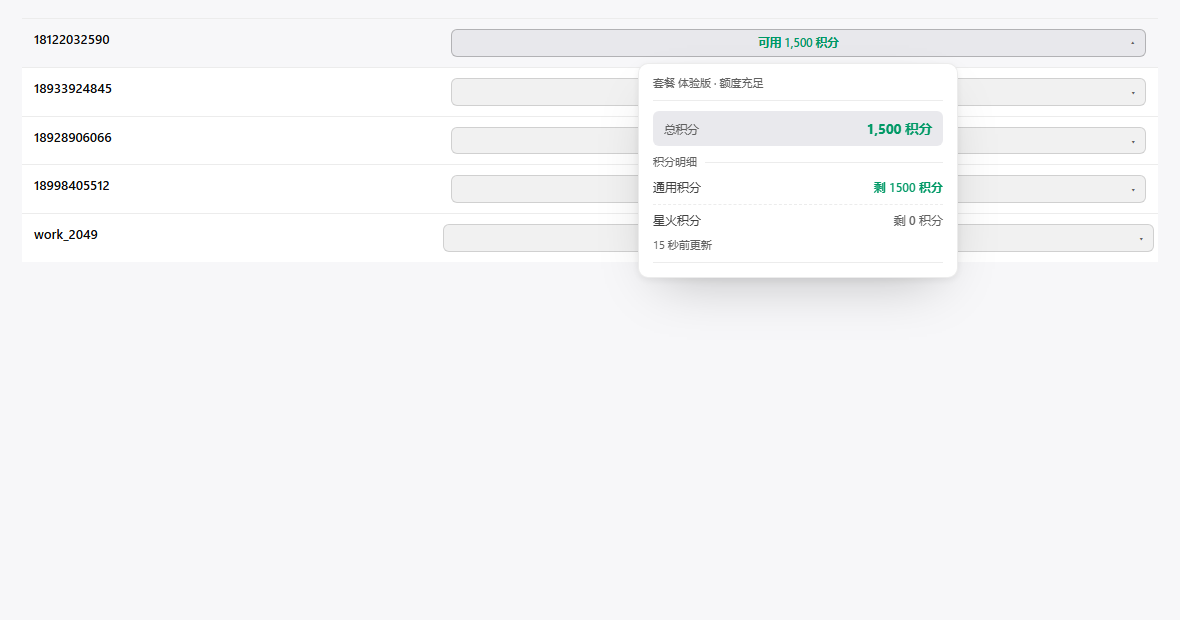 18122032590
可用 1,500 积分
18933924845
套餐 体验版 · 额度充足
总积分 1,500 积分
18928906066
积分明细
18998405512
通用积分 剩 1500 积分
星火积分 剩 0 积分
work_2049
15 秒前更新